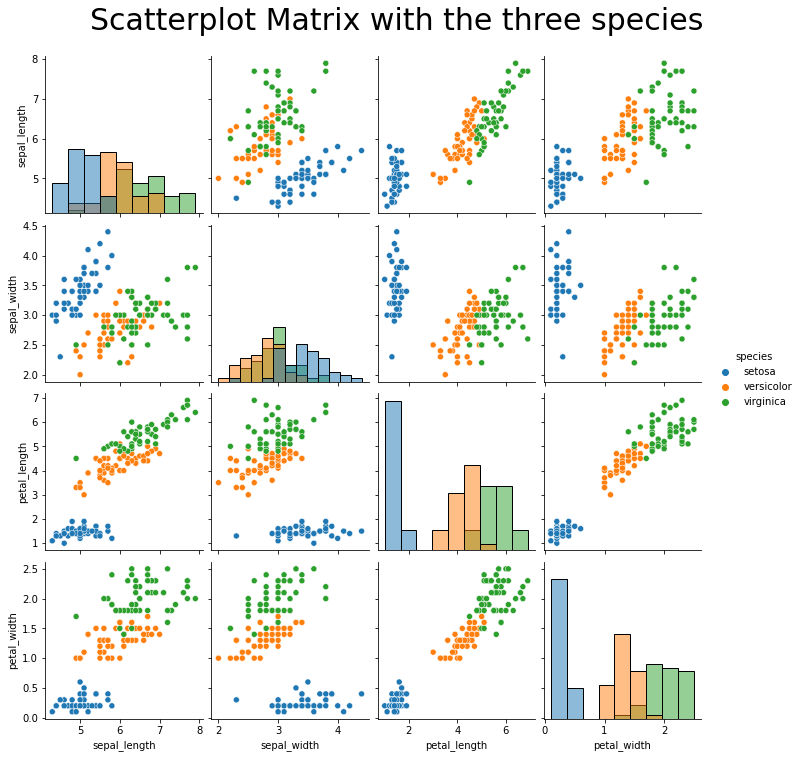 Scatterplot Matrix with the three species
8
7
6
5
sepal_length
4.5
4.0
3.5
3.0
2.5
2.0
sepal_width
species
setosa
versicolor
virginica
7
6
5
4
3
2
1
petal_length
2.5
2.0
1.5
1.0
0.5
0.0
petal_width
5 6 7 8
2 3 4
2 4 6
0 1 2
sepal_length
sepal_width
petal_length
petal_width